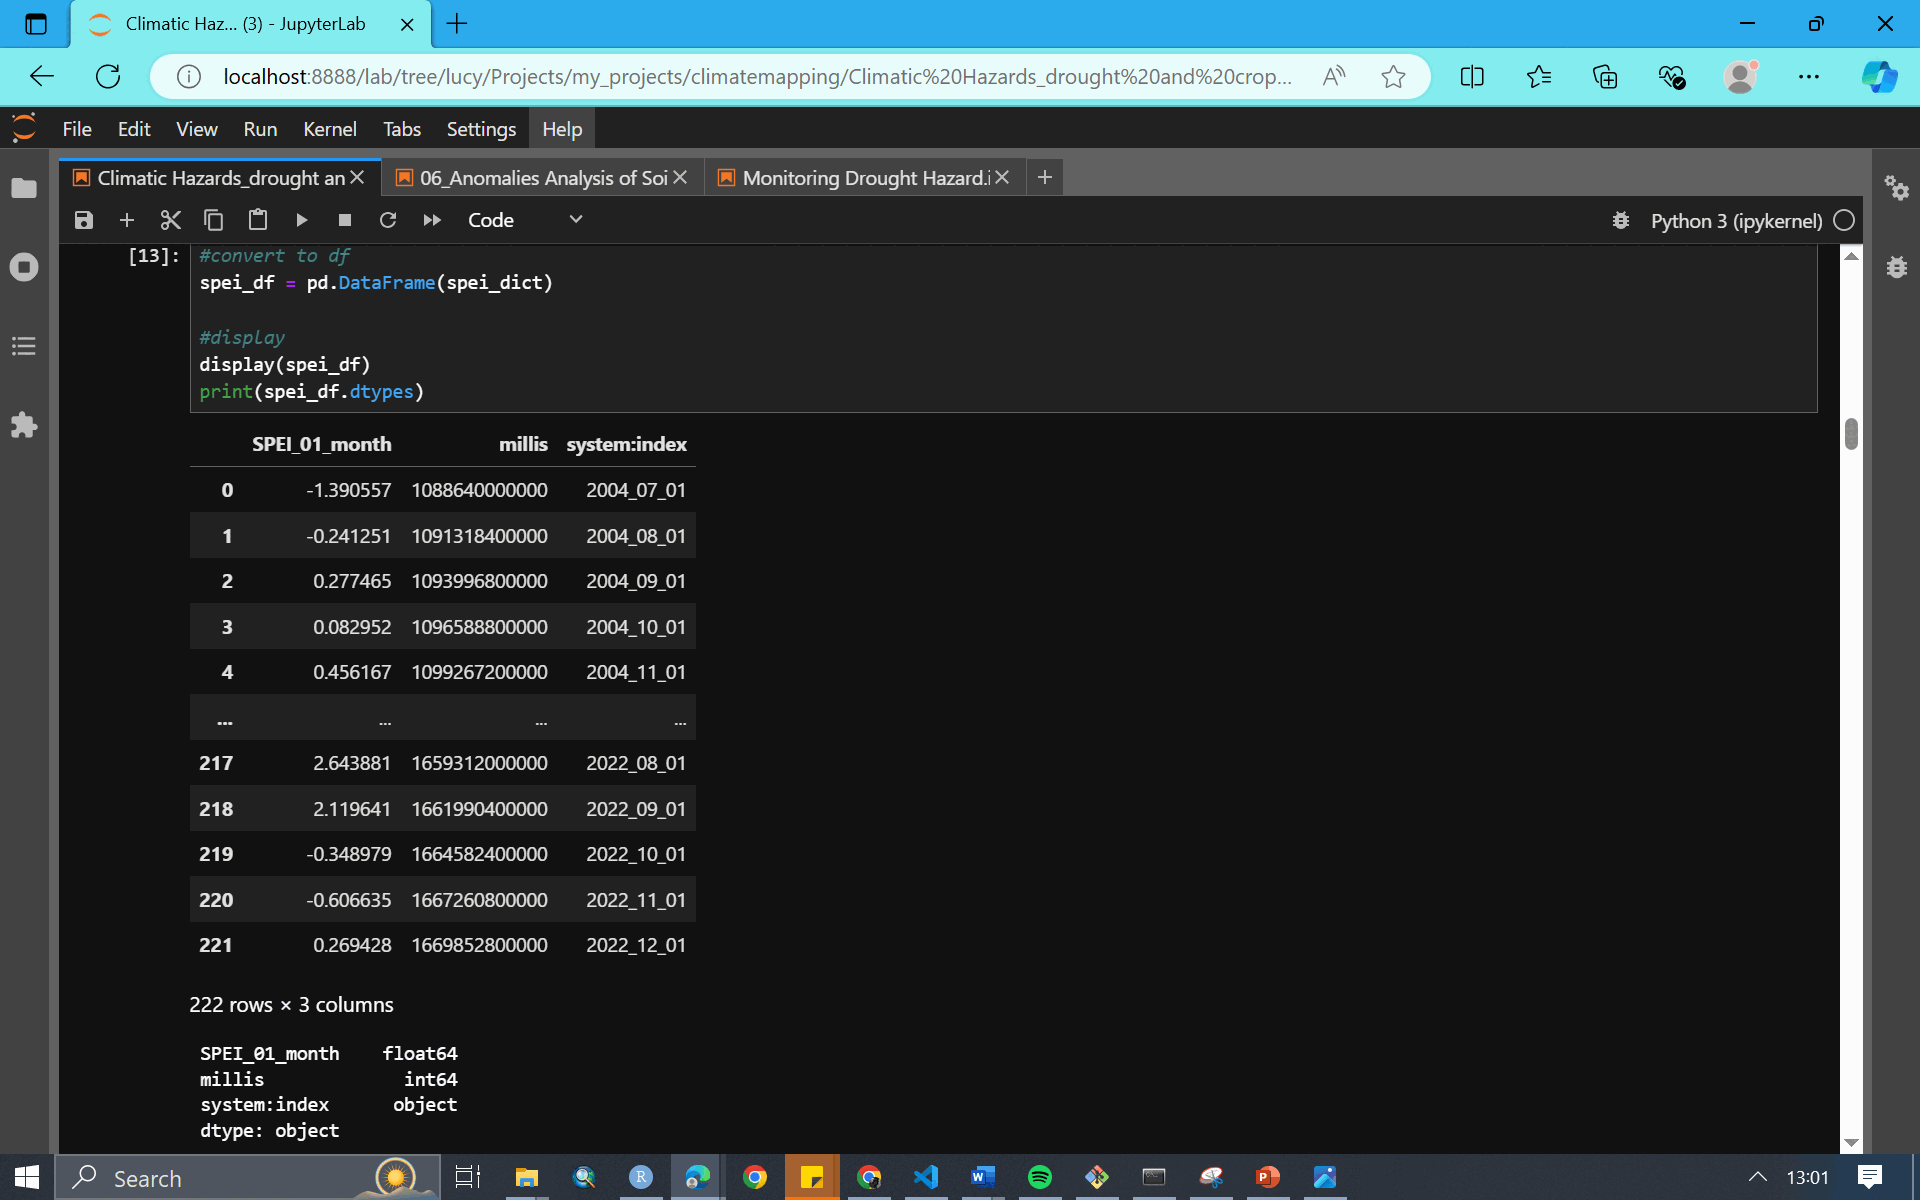 Climatic Haz... (3) - JupyterLab
localhost:8888/lab/tree/lucy/Projects/my_projects/climatemapping/Climatic%20Hazards_drought%20and%20crop...
File Edit View Run Kernel Tabs Settings Help
Climatic Hazards_drought an 06_Anomalies Analysis of Soi Monitoring Drought Hazard.i
Code Python 3 (ipykernel)
[13]: #convert to df
spei_df = pd.DataFrame(spei_dict)
#display
display(spei_df)
print(spei_df.dtypes)
SPEI_01_month millis system:index
0 -1.390557 1088640000000 2004_07_01
1 -0.241251 1091318400000 2004_08_01
2 0.277465 1093996800000 2004_09_01
3 0.082952 1096588800000 2004_10_01
4 0.456167 1099267200000 2004_11_01
... ... ... ...
217 2.643881 1659312000000 2022_08_01
218 2.119641 1661990400000 2022_09_01
219 -0.348979 1664582400000 2022_10_01
220 -0.606635 1667260800000 2022_11_01
221 0.269428 1669852800000 2022_12_01
222 rows × 3 columns
SPEI_01_month float64
millis int64
system:index object
dtype: object
Search 13:01